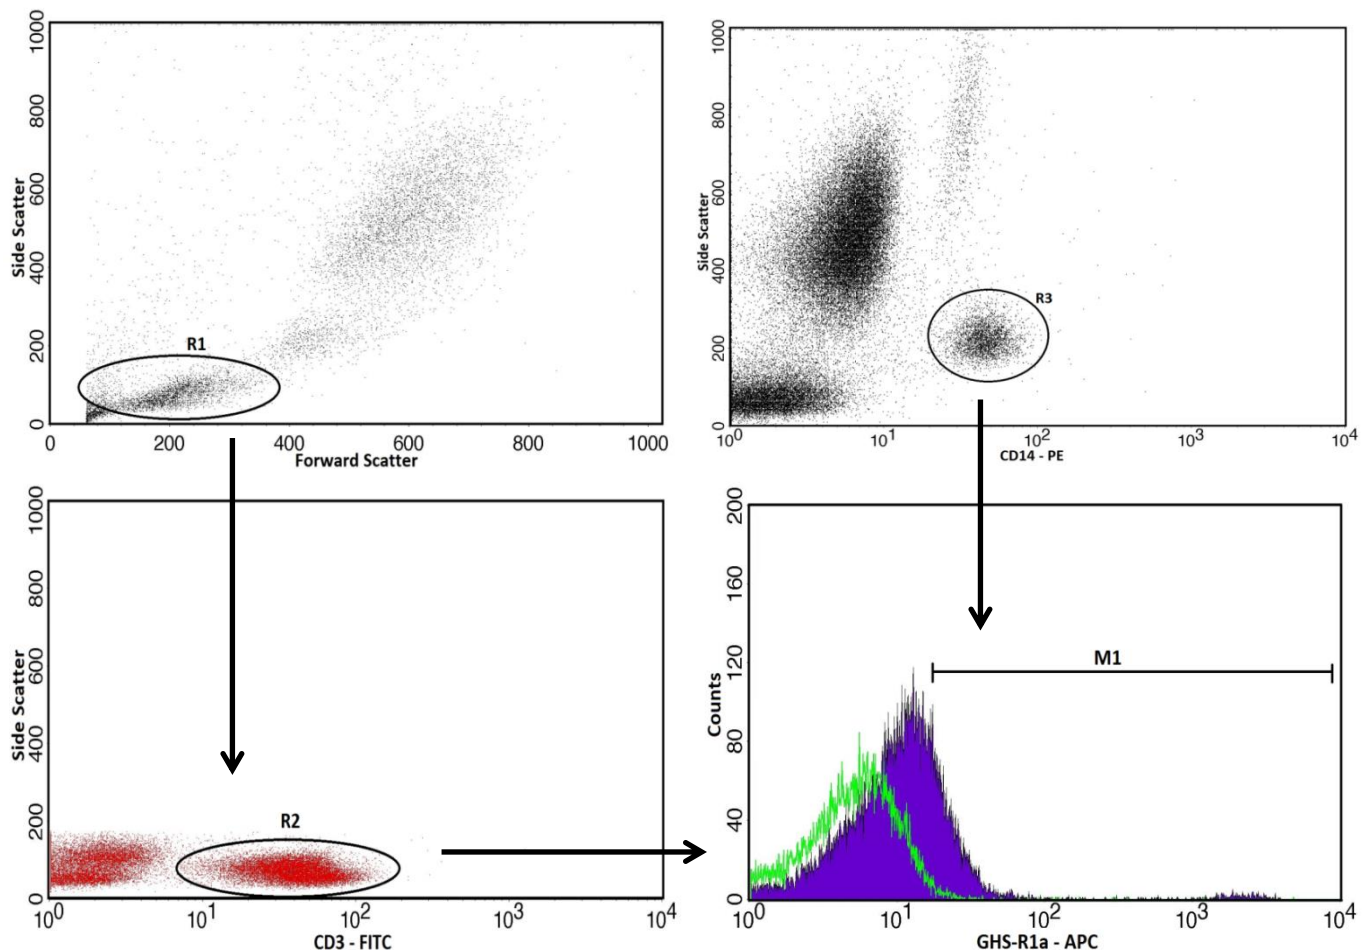 1000
800
600
400
200
0
Side Scatter
R1
0 200 400 600 800 1000
Forward Scatter
1000
800
600
400
200
0
Side Scatter
R3
10⁰ 10¹ 10² 10³ 10⁴
CD14 - PE
1000
800
600
400
200
0
Side Scatter
R2
10⁰ 10¹ 10² 10³ 10⁴
CD3 - FITC
200
160
120
80
40
0
Counts
M1
10⁰ 10¹ 10² 10³ 10⁴
GHS-R1a - APC